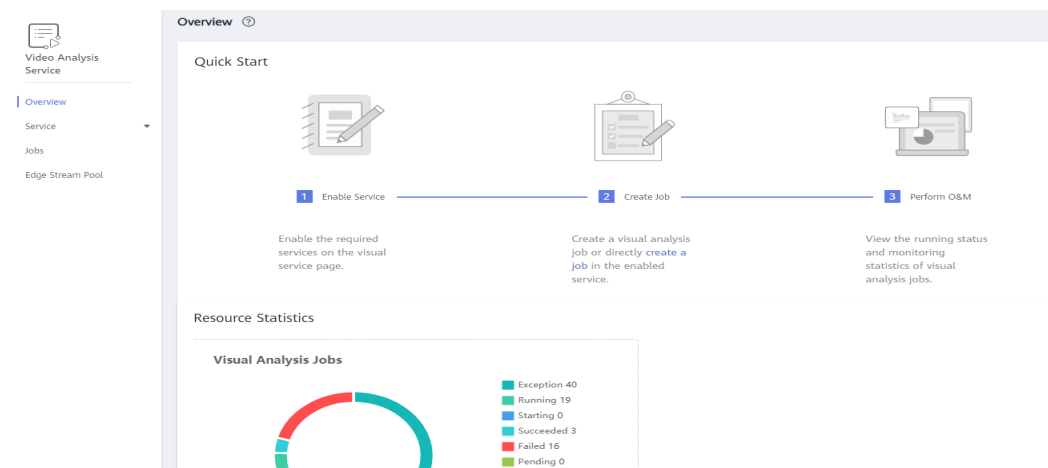 Video Analysis
Service
Overview
Service
Jobs
Edge Stream Pool
Overview ?
Quick Start
1 Enable Service
2 Create Job
3 Perform O&M
Enable the required
services on the visual
service page.
Create a visual analysis
job or directly create a
job in the enabled
service.
View the running status
and monitoring
statistics of visual
analysis jobs.
Resource Statistics
Visual Analysis Jobs
Exception 40
Running 19
Starting 0
Succeeded 3
Failed 16
Pending 0